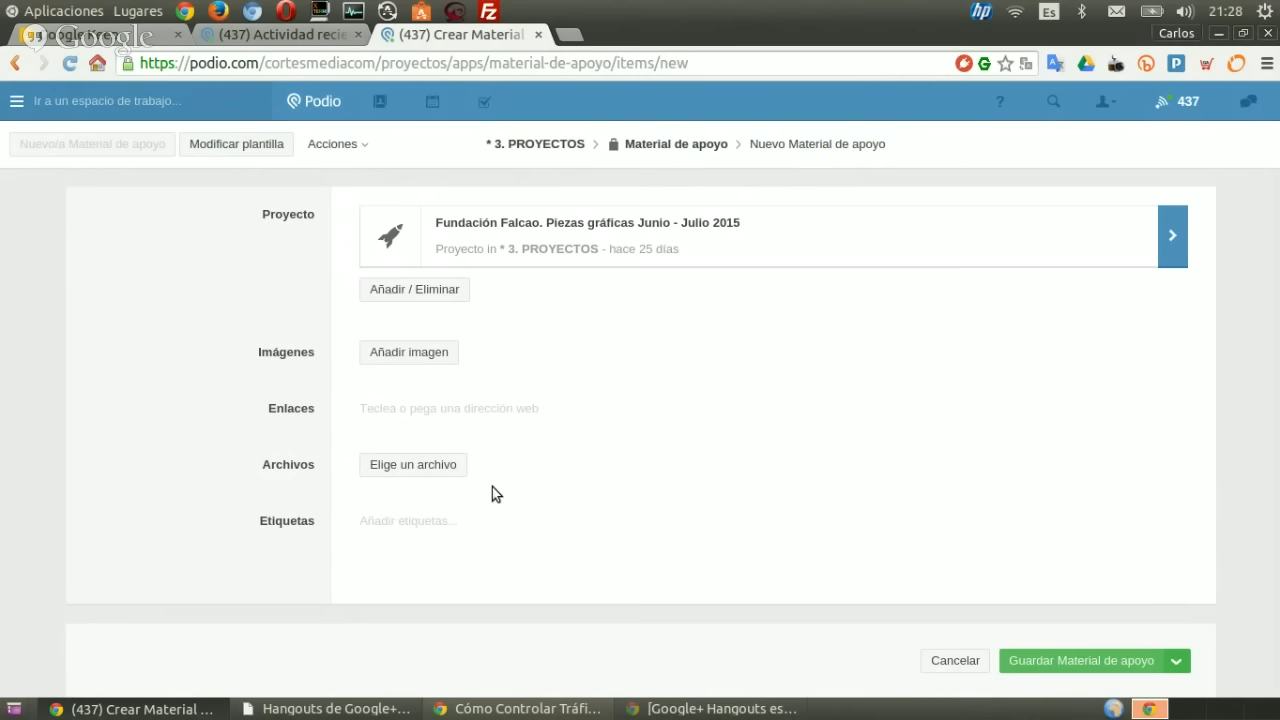 Aplicaciones Lugares
Es
21:28
Google
(437) Actividad recie
(437) Crear Material
Carlos
https://podio.com/cortesmediacom/proyectos/apps/material-de-apoyo/items/new
Ir a un espacio de trabajo...
Podio
?
437
Nuevo/a Material de apoyo
Modificar plantilla
Acciones
* 3. PROYECTOS
Material de apoyo
Nuevo Material de apoyo
Proyecto
Fundación Falcao. Piezas gráficas Junio - Julio 2015
Proyecto in * 3. PROYECTOS - hace 25 días
Añadir / Eliminar
Imágenes
Añadir imagen
Enlaces
Teclea o pega una dirección web
Archivos
Elige un archivo
Etiquetas
Añadir etiquetas...
Cancelar
Guardar Material de apoyo
(437) Crear Material ...
Hangouts de Google+...
Cómo Controlar Tráfi...
[Google+ Hangouts es...